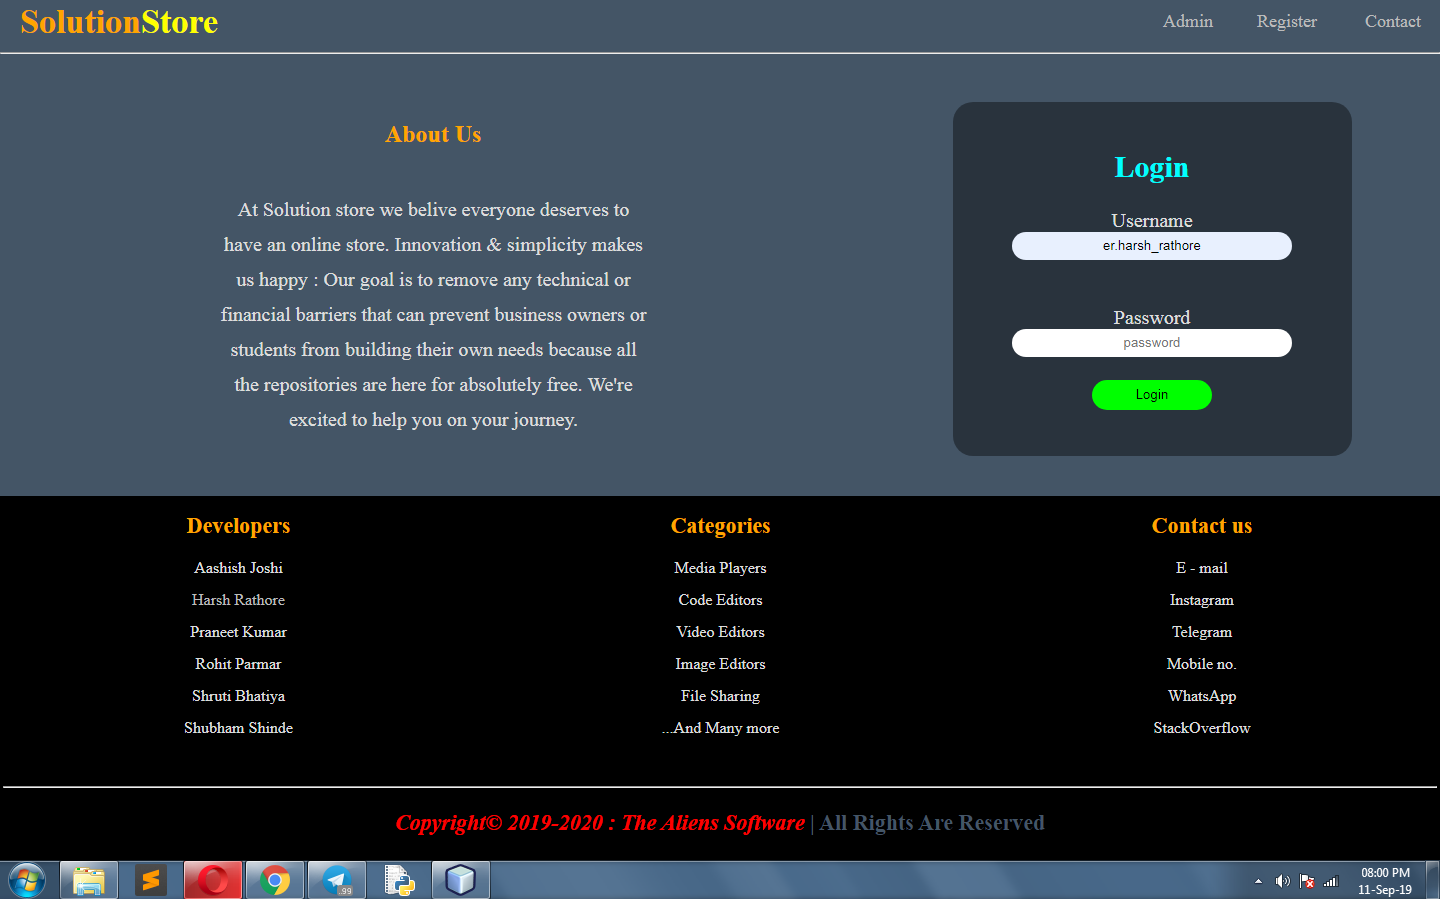 SolutionStore
Admin Register Contact
About Us
At Solution store we belive everyone deserves to
have an online store. Innovation & simplicity makes
us happy : Our goal is to remove any technical or
financial barriers that can prevent business owners or
students from building their own needs because all
the repositories are here for absolutely free. We're
excited to help you on your journey.
Login
Username
er.harsh_rathore
Password
password
Login
Developers
Aashish Joshi
Harsh Rathore
Praneet Kumar
Rohit Parmar
Shruti Bhatiya
Shubham Shinde
Categories
Media Players
Code Editors
Video Editors
Image Editors
File Sharing
...And Many more
Contact us
E - mail
Instagram
Telegram
Mobile no.
WhatsApp
StackOverflow
Copyright© 2019-2020 : The Aliens Software | All Rights Are Reserved
.99
08:00 PM
11-Sep-19